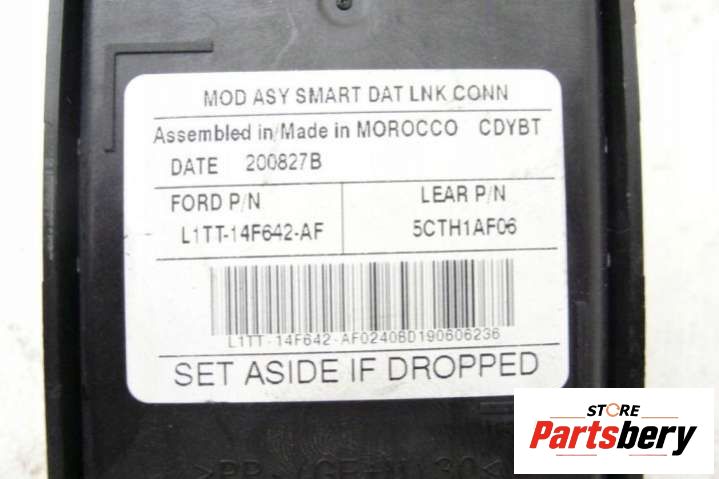 MOD ASY SMART DAT LNK CONN
Assembled in/Made in MOROCCO CDYBT
DATE 200827B
FORD P/N LEAR P/N
L1TT-14F642-AF 5CTH1AF06
L1TT-14F642-AF0240BD190606236
SET ASIDE IF DROPPED
STORE
Partsbery